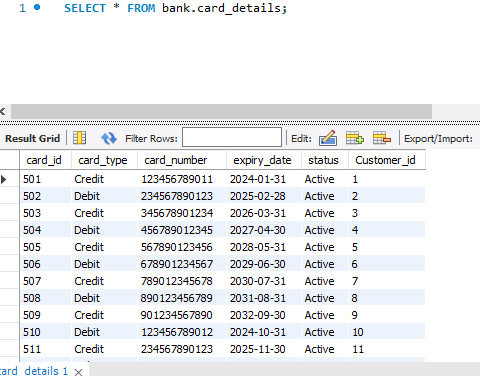 1 SELECT * FROM bank.card_details;
Result Grid Filter Rows: Edit: Export/Import:
card_id card_type card_number expiry_date status Customer_id
501 Credit 123456789011 2024-01-31 Active 1
502 Debit 234567890123 2025-02-28 Active 2
503 Credit 345678901234 2026-03-31 Active 3
504 Debit 456789012345 2027-04-30 Active 4
505 Credit 567890123456 2028-05-31 Active 5
506 Debit 678901234567 2029-06-30 Active 6
507 Credit 789012345678 2030-07-31 Active 7
508 Debit 890123456789 2031-08-31 Active 8
509 Credit 901234567890 2032-09-30 Active 9
510 Debit 123456789012 2024-10-31 Active 10
511 Credit 234567890123 2025-11-30 Active 11
card_details 1